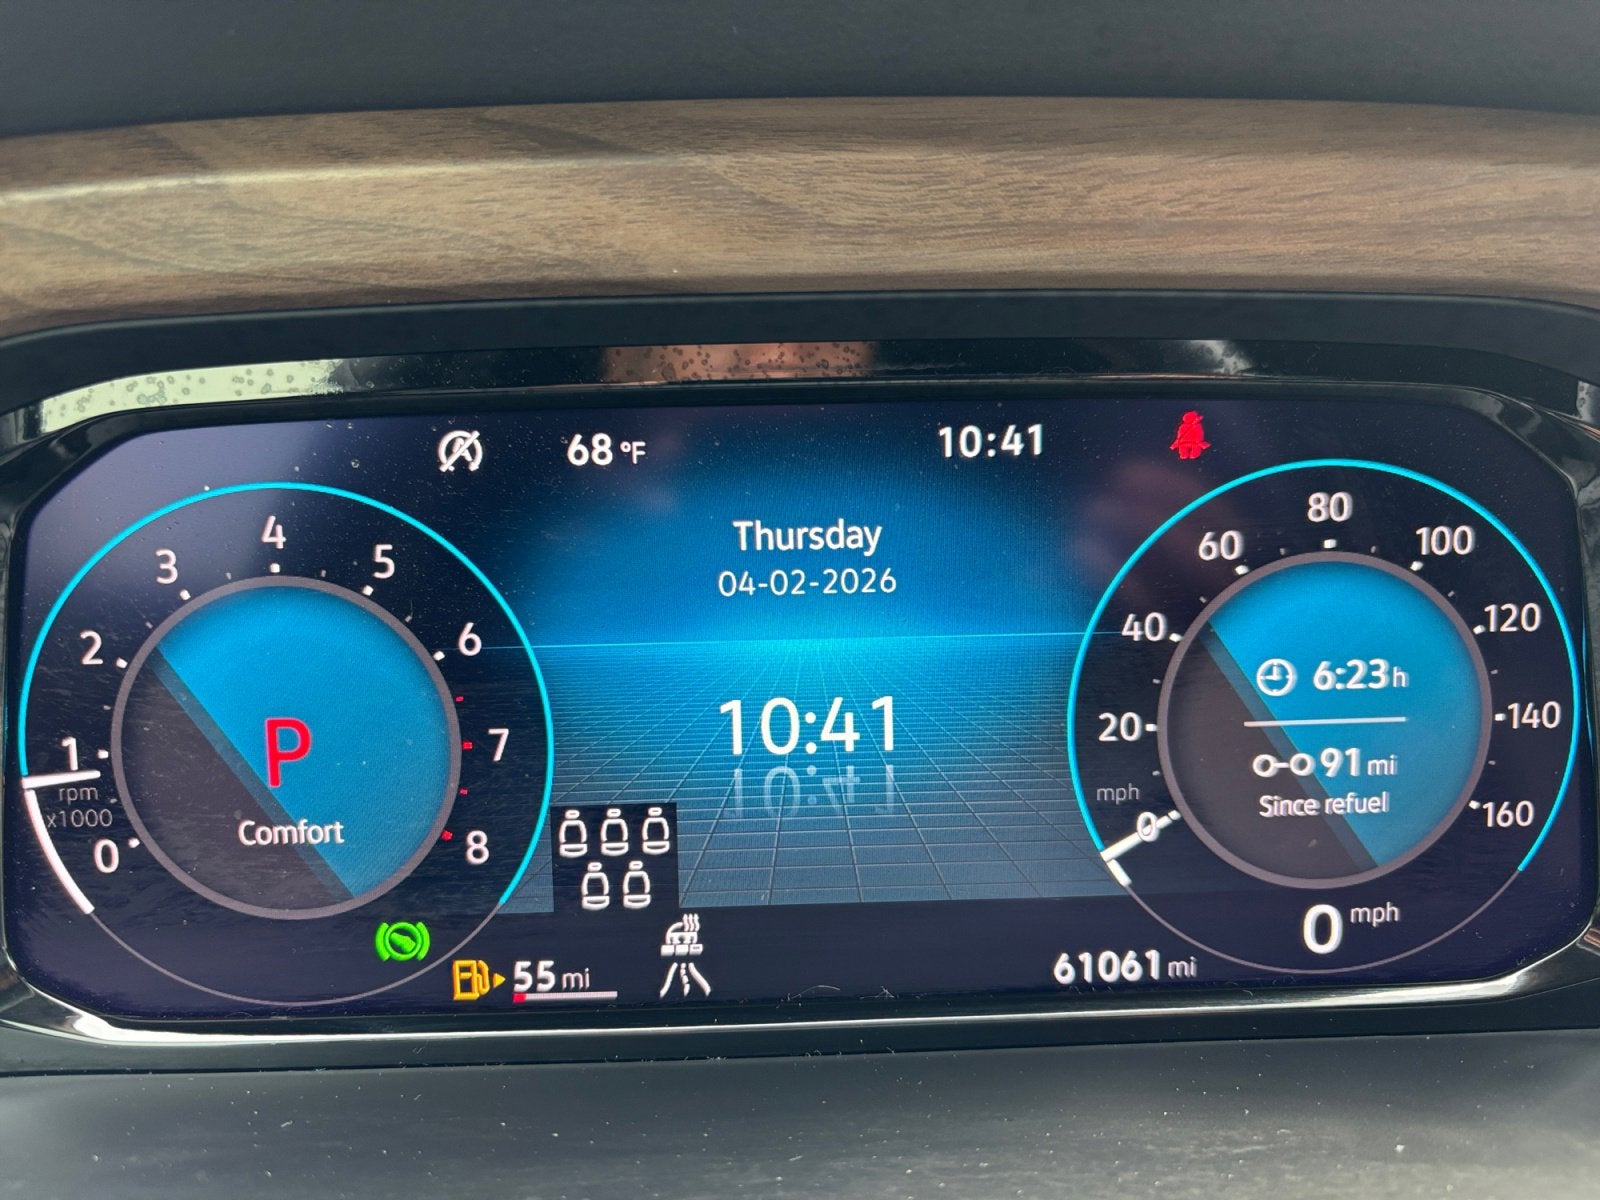 68 °F
10:41
Thursday
04-02-2026
10:41
0
1
2
3
4
5
6
7
8
rpm
x1000
P
Comfort
0
20
40
60
80
100
120
140
160
mph
6:23 h
91 mi
Since refuel
0 mph
55 mi
61061 mi